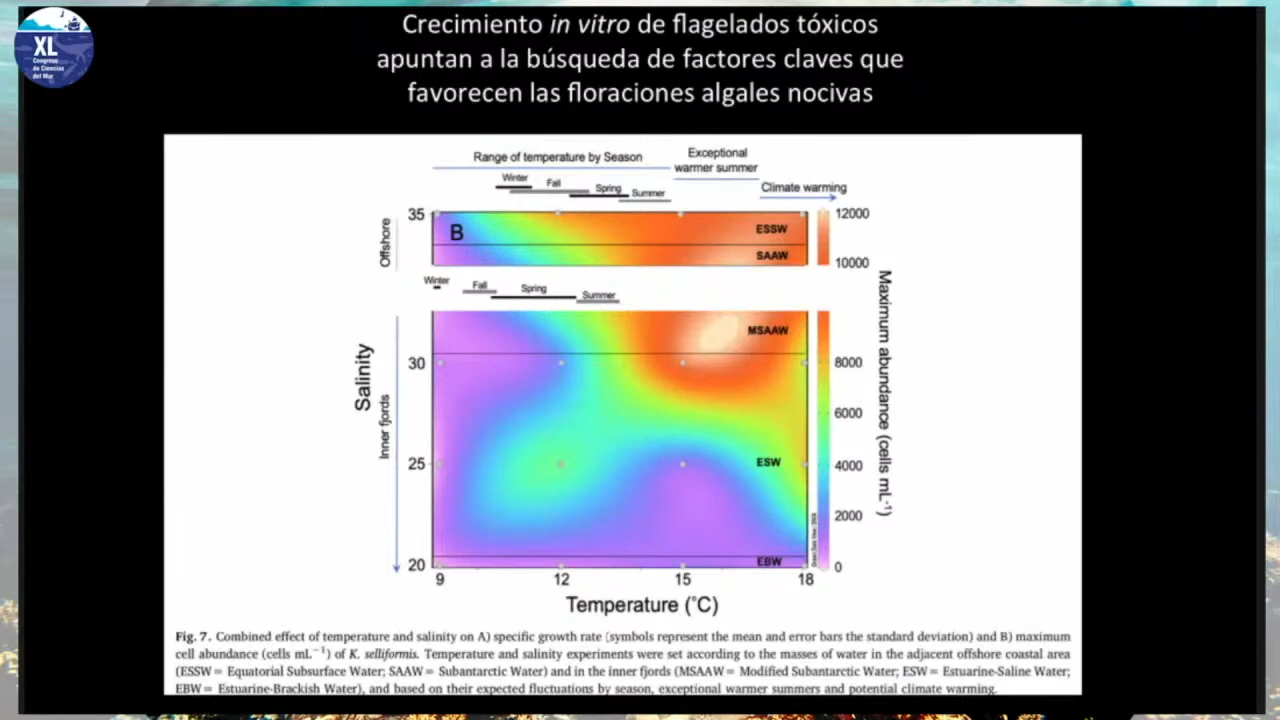 XL
Congreso
de Ciencias
del Mar
Crecimiento in vitro de flagelados tóxicos
apuntan a la búsqueda de factores claves que
favorecen las floraciones algales nocivas
Range of temperature by Season
Exceptional
warmer summer
Winter
Fall
Spring
Summer
Climate warming
35
B
ESSW
SAAW
12000
10000
Offshore
Winter
Fall
Spring
Summer
MSAAW
30
25
20
ESW
EBW
8000
6000
4000
2000
0
Salinity
Inner fjords
Maximum abundance (cells mL-1)
9
12
15
18
Temperature (°C)
Fig. 7. Combined effect of temperature and salinity on A) specific growth rate (symbols represent the mean and error bars the standard deviation) and B) maximum
cell abundance (cells mL−1) of K. selliformis. Temperature and salinity experiments were set according to the masses of water in the adjacent offshore coastal area
(ESSW= Equatorial Subsurface Water; SAAW= Subantarctic Water) and in the inner fjords (MSAAW= Modified Subantarctic Water; ESW= Estuarine-Saline Water;
EBW= Estuarine-Brackish Water), and based on their expected fluctuations by season, exceptional warmer summers and potential climate warming.